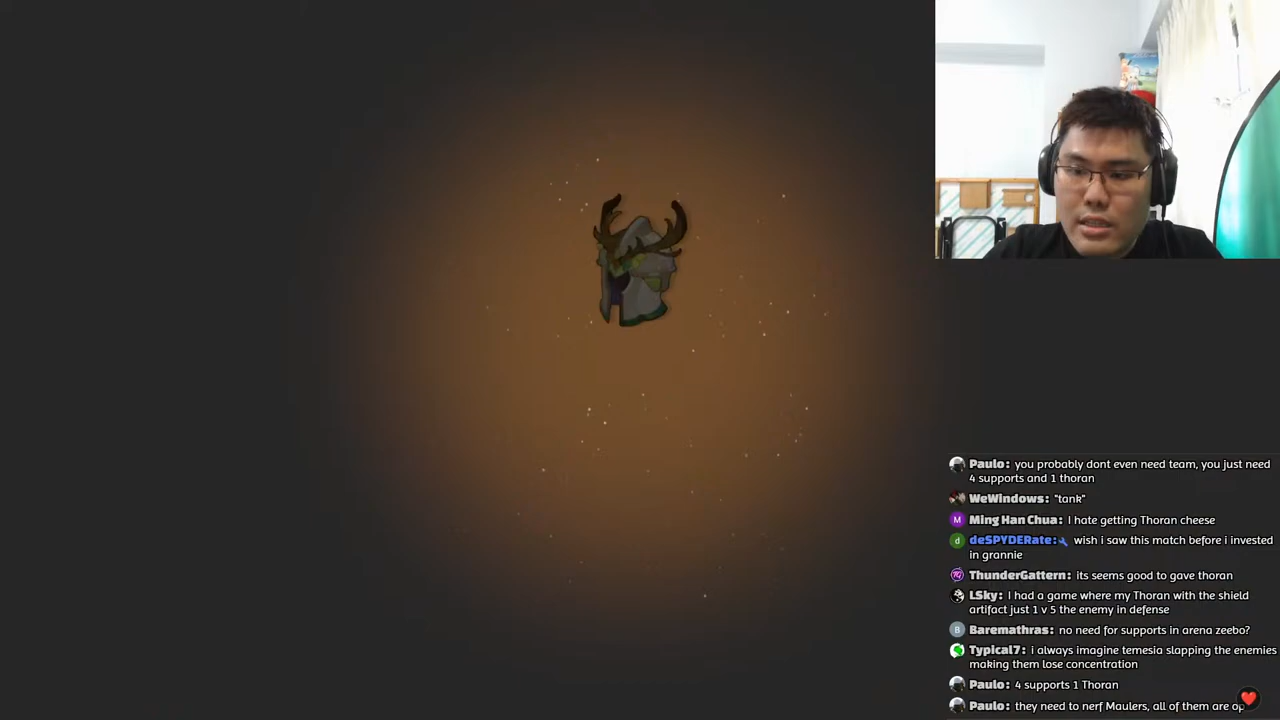 Paulo: you probably dont even need team, you just need
4 supports and 1 thoran
WeWindows: "tank"
M Ming Han Chua: I hate getting Thoran cheese
d deSPYDERate: wish i saw this match before i invested
in grannie
TG ThunderGattern: its seems good to gave thoran
LSky: I had a game where my Thoran with the shield
artifact just 1 v 5 the enemy in defense
B Baremathras: no need for supports in arena zeebo?
Typical7: i always imagine temesia slapping the enemies
making them lose concentration
Paulo: 4 supports 1 Thoran
Paulo: they need to nerf Maulers, all of them are op